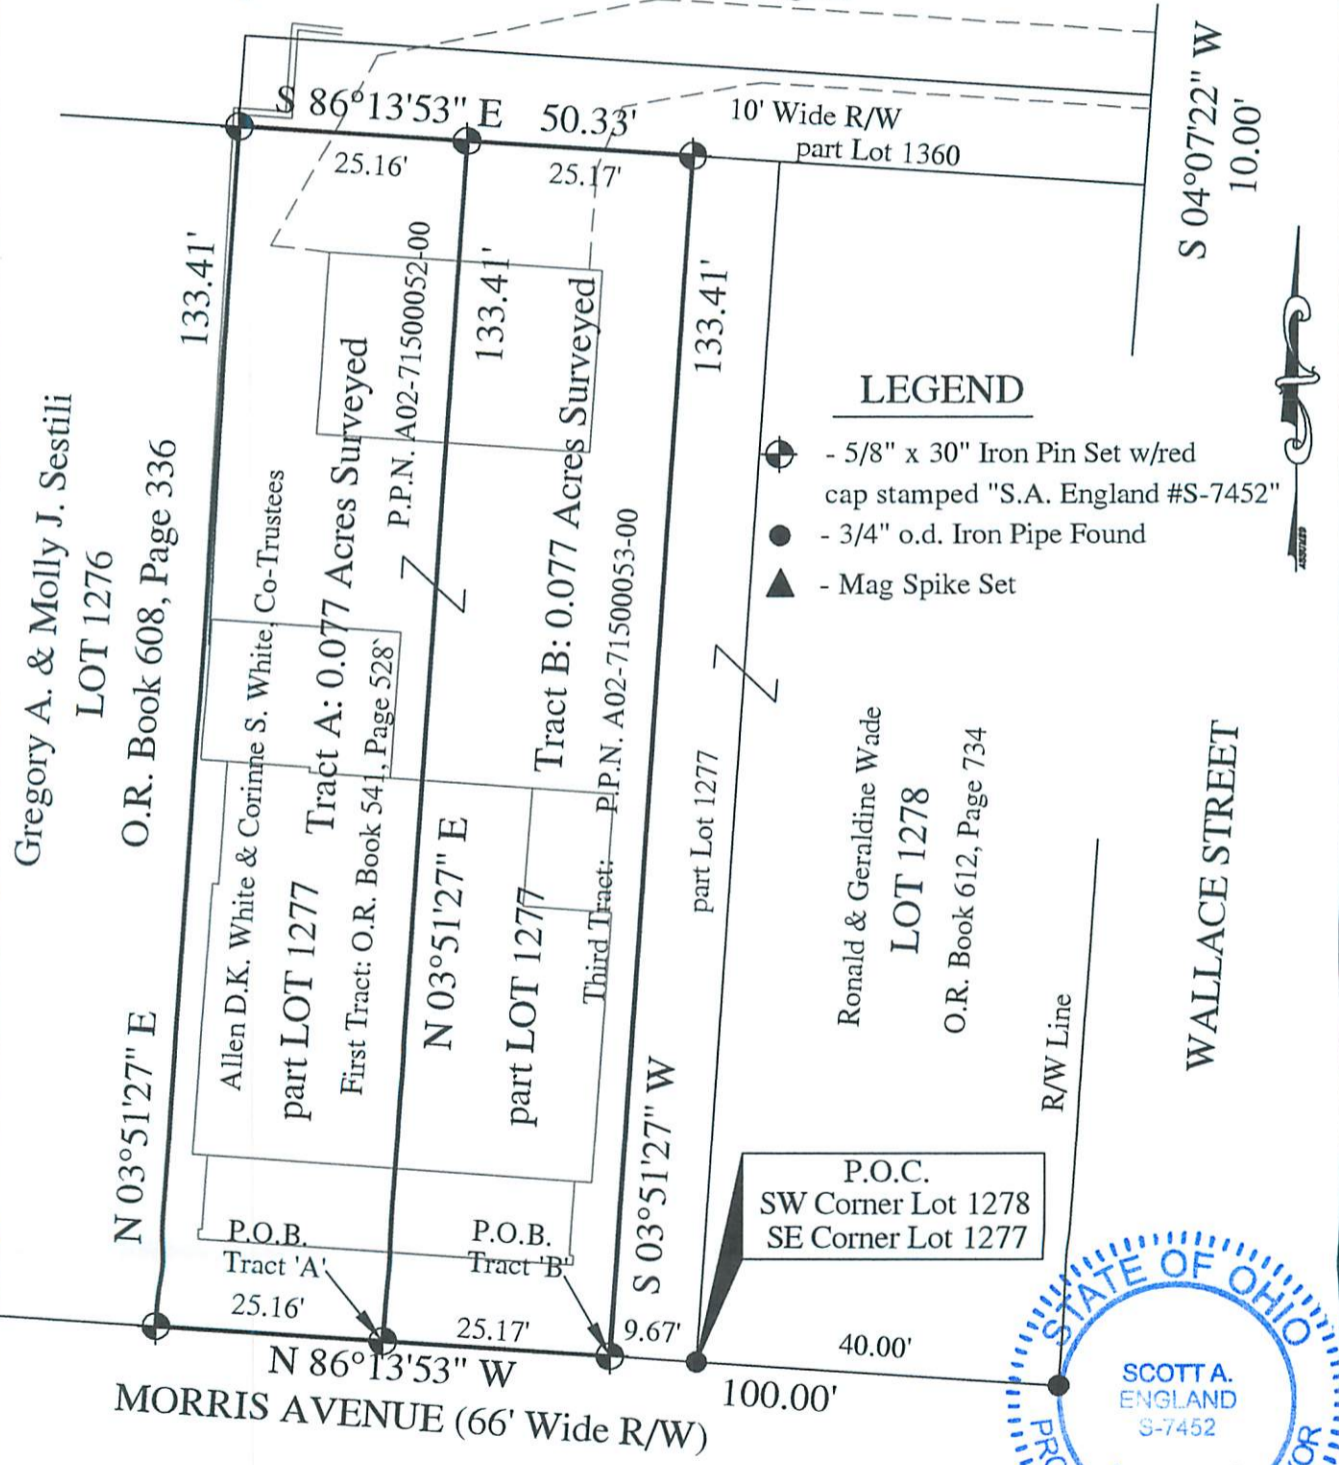 S 86°13'53" E
50.33'
25.16'
25.17'
10' Wide R/W
part Lot 1360
S 04°07'22" W
10.00'
133.41'
133.41'
133.41'
Gregory A. & Molly J. Sestili
LOT 1276
O.R. Book 608, Page 336
N 03°51'27" E
Allen D.K. White & Corinne S. White, Co-Trustees
part LOT 1277
Tract A: 0.077 Acres Surveyed
First Tract: O.R. Book 541, Page 528
P.P.N. A02-71500052-00
N 03°51'27" E
part LOT 1277
Tract B: 0.077 Acres Surveyed
Third Tract:
P.P.N. A02-71500053-00
S 03°51'27" W
part Lot 1277
LEGEND
- 5/8" x 30" Iron Pin Set w/red
cap stamped "S.A. England #S-7452"
- 3/4" o.d. Iron Pipe Found
- Mag Spike Set
Ronald & Geraldine Wade
LOT 1278
O.R. Book 612, Page 734
R/W Line
WALLACE STREET
P.O.C.
SW Corner Lot 1278
SE Corner Lot 1277
P.O.B.
Tract 'A'
P.O.B.
Tract 'B'
25.16'
25.17'
9.67'
40.00'
N 86°13'53" W
100.00'
MORRIS AVENUE (66' Wide R/W)
STATE OF OHIO
SCOTT A.
ENGLAND
S-7452